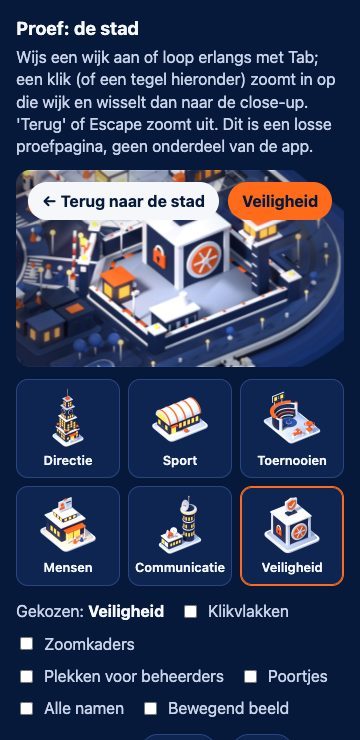 Proef: de stad
Wijs een wijk aan of loop erlangs met Tab;
een klik (of een tegel hieronder) zoomt in op
die wijk en wisselt dan naar de close-up.
'Terug' of Escape zoomt uit. Dit is een losse
proefpagina, geen onderdeel van de app.
← Terug naar de stad
Veiligheid
Directie
Sport
Toernooien
Mensen
Communicatie
Veiligheid
Gekozen: Veiligheid
Klikvlakken
Zoomkaders
Plekken voor beheerders
Poortjes
Alle namen
Bewegend beeld